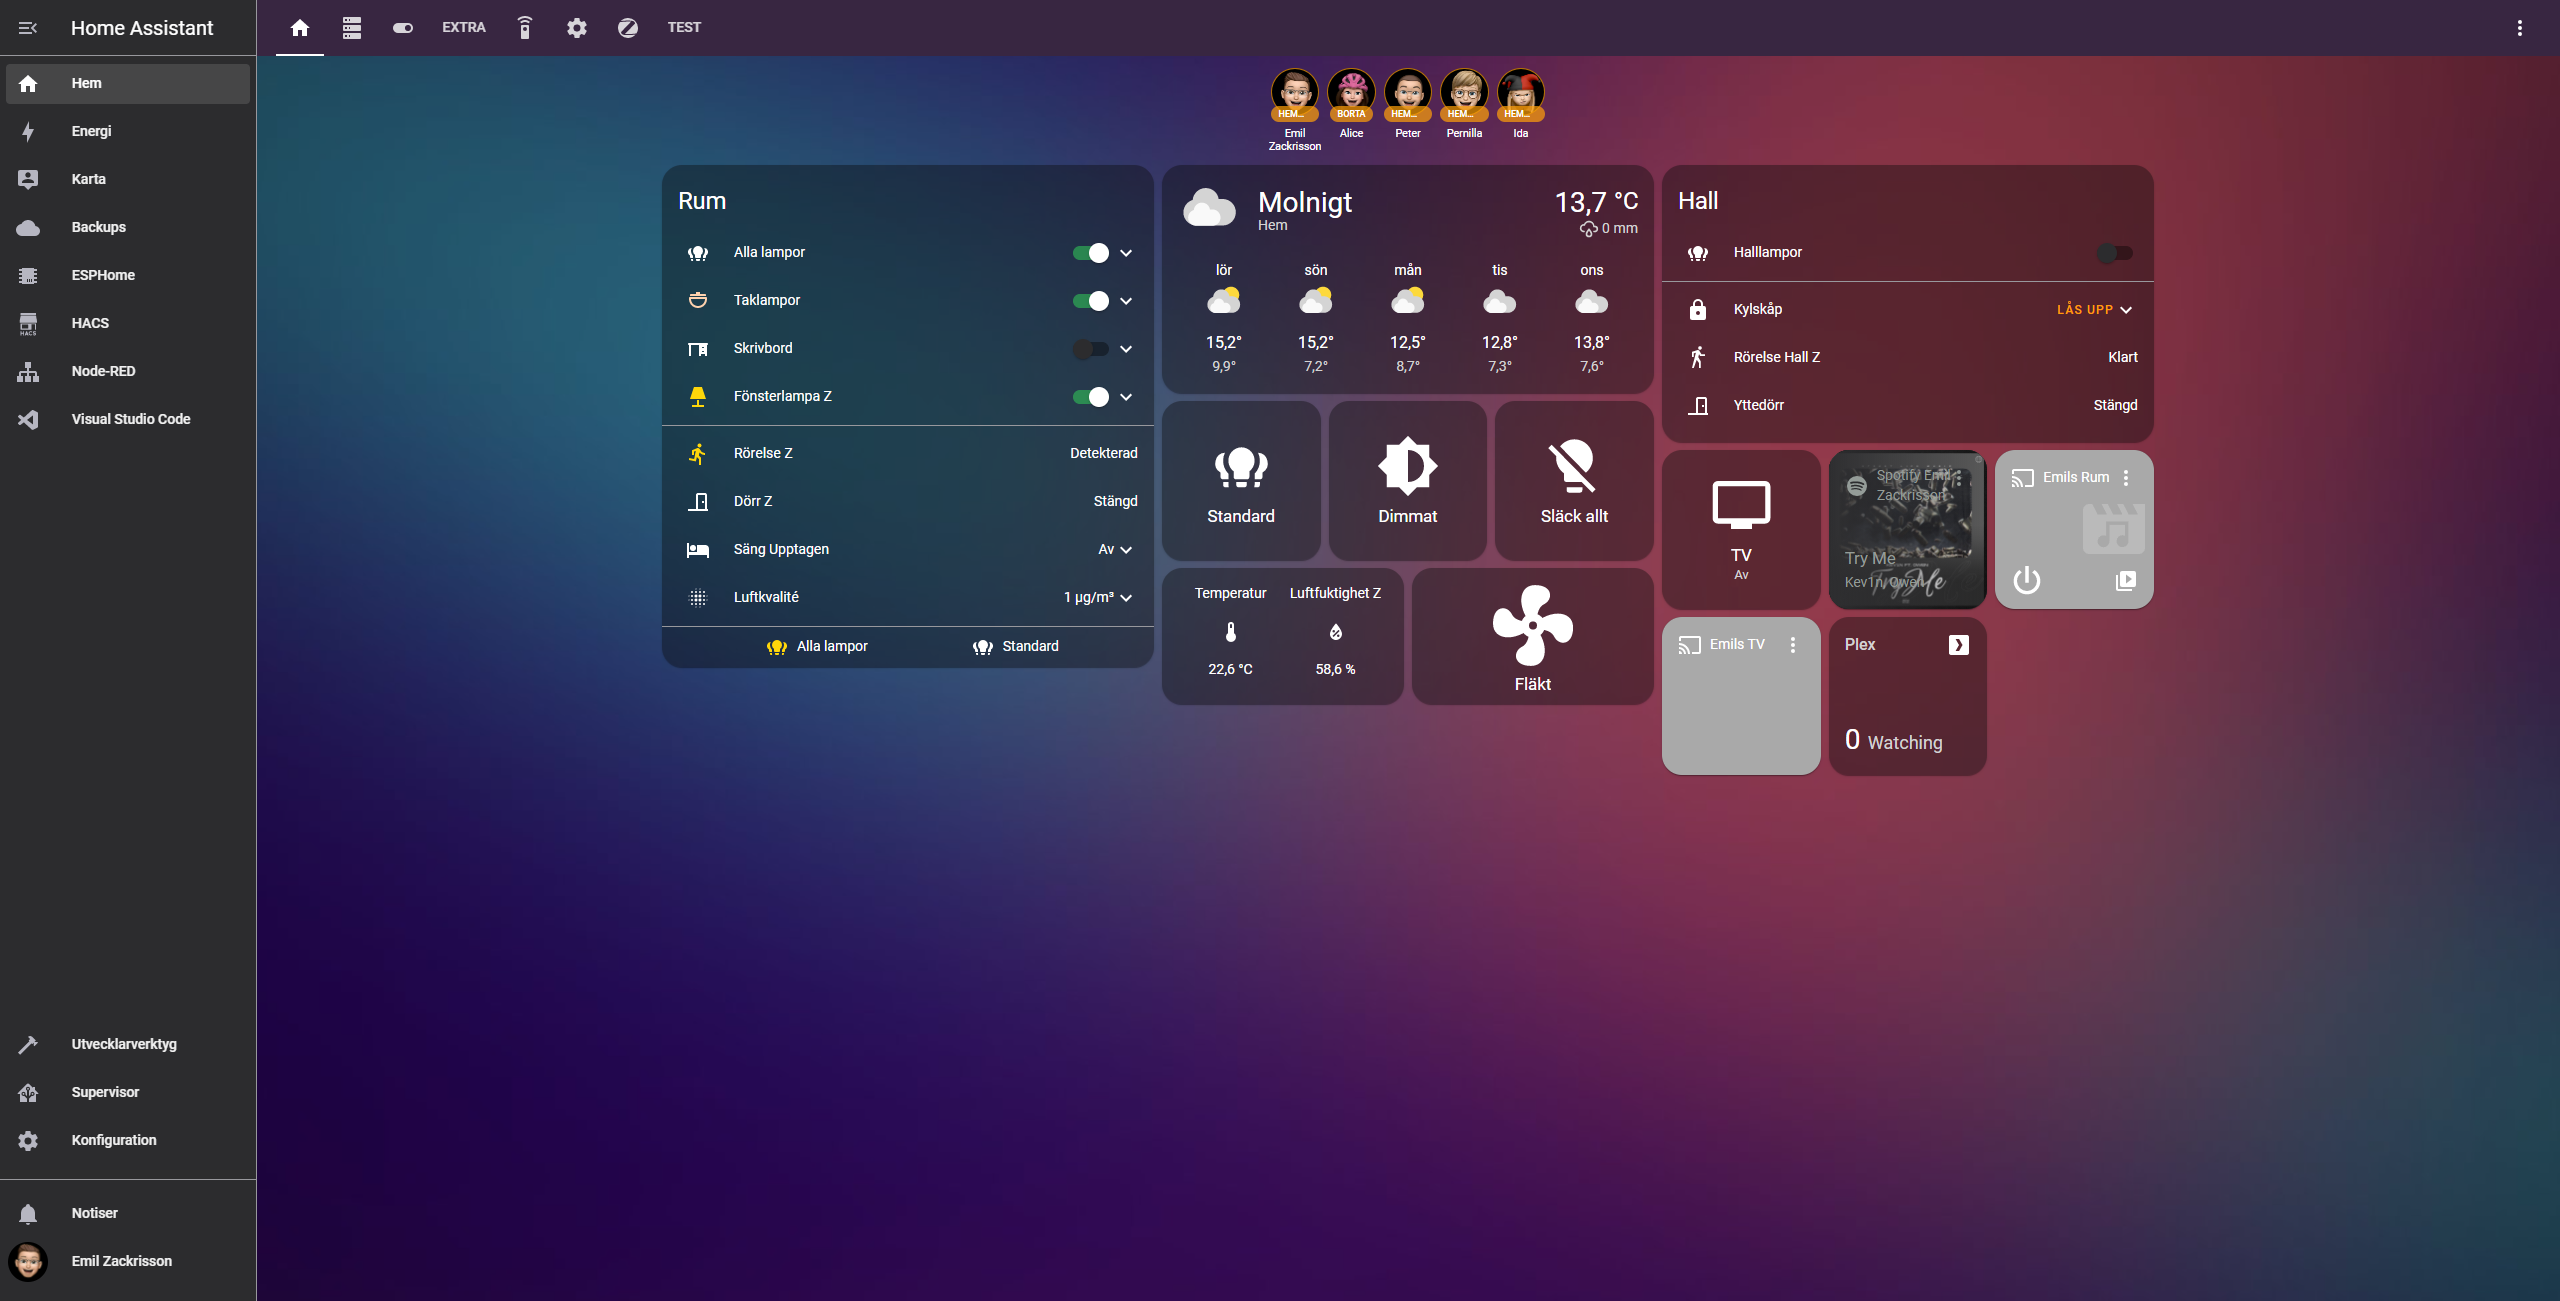 Home Assistant
EXTRA
TEST
Hem
Energi
Karta
Backups
ESPHome
HACS
HACS
Node-RED
Visual Studio Code
Utvecklarverktyg
Supervisor
Konfiguration
Notiser
Emil Zackrisson
HEM...
BORTA
HEM...
HEM...
HEM...
Emil
Zackrisson
Alice
Peter
Pernilla
Ida
Rum
Alla lampor
Taklampor
Skrivbord
Fönsterlampa Z
Rörelse Z
Detekterad
Dörr Z
Stängd
Säng Upptagen
Av
Luftkvalité
1 µg/m³
Alla lampor
Standard
Molnigt
Hem
13,7 °C
0 mm
lör
sön
mån
tis
ons
15,2°
15,2°
12,5°
12,8°
13,8°
9,9°
7,2°
8,7°
7,3°
7,6°
Standard
Dimmat
Släck allt
Temperatur
Luftfuktighet Z
22,6 °C
58,6 %
Fläkt
Hall
Halllampor
Kylskåp
LÅS UPP
Rörelse Hall Z
Klart
Yttedörr
Stängd
TV
Av
Spotify Emil
Zackrisson
Try Me
Kev1n, Qwell
Try Me
Emils Rum
Emils TV
Plex
0 Watching